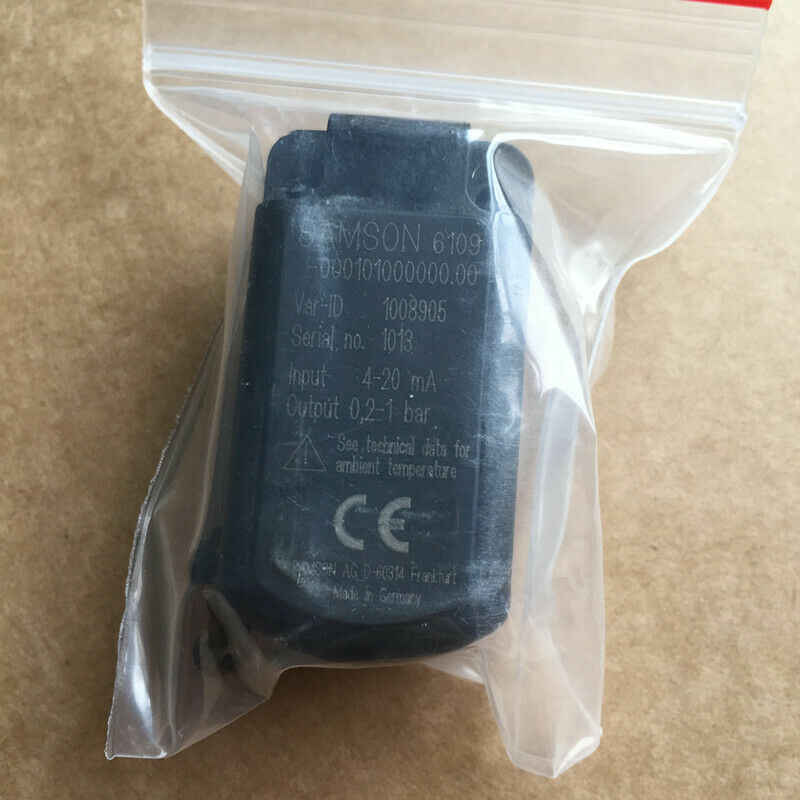 SAMSON 6109
-000101000000.00
Var-ID 1008905
Serial no. 1013
Input 4-20 mA
Output 0,2-1 bar
See technical data for
ambient temperature
CE
SAMSON AG D-60314 Frankfurt
Made in Germany